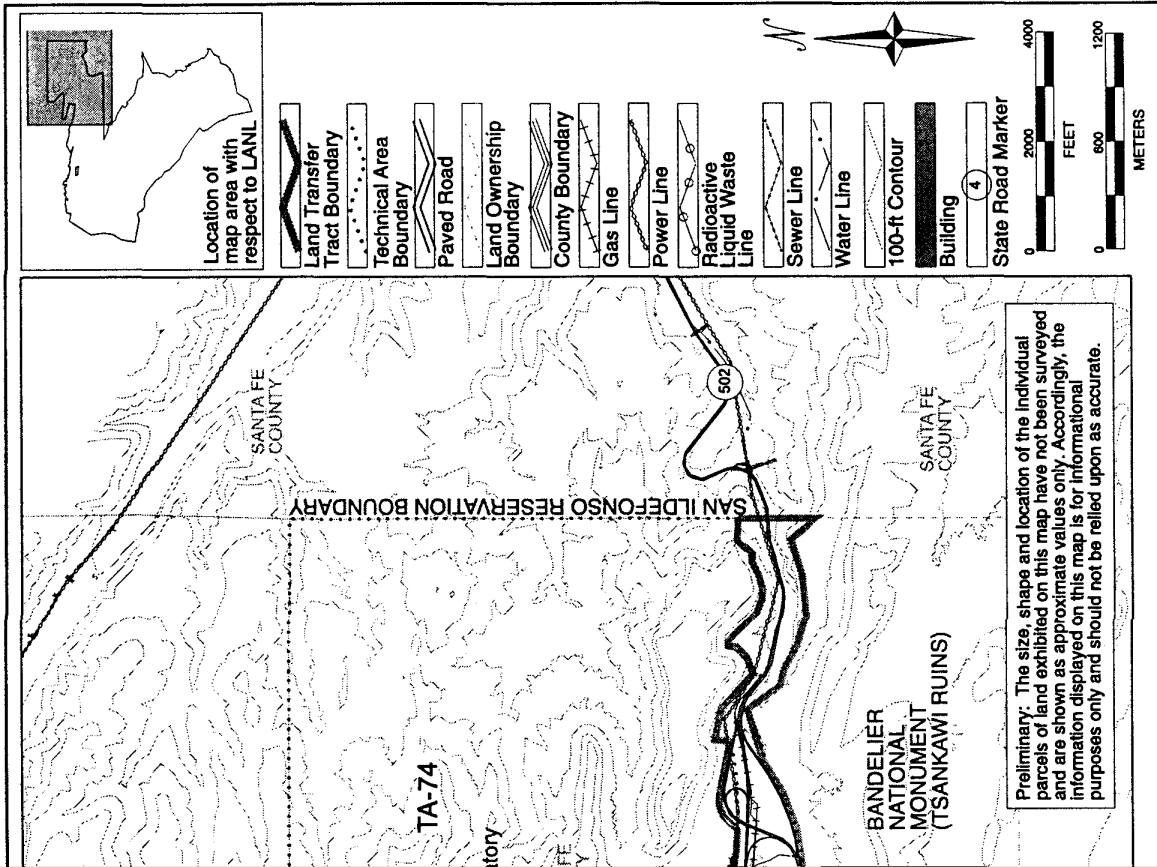 Location of
map area with
respect to LANL
Land Transfer
Tract Boundary
Technical Area
Boundary
Paved Road
Land Ownership
Boundary
County Boundary
Gas Line
Power Line
Radioactive
Liquid Waste
Line
Sewer Line
Water Line
100-ft Contour
Building
4
State Road Marker
N
0 2000 4000
FEET
0 600 1200
METERS
SANTA FE
COUNTY
SAN ILDEFONSO RESERVATION BOUNDARY
TA-74
502
SANTA FE
COUNTY
BANDELIER
NATIONAL
MONUMENT
(TSANKAWI RUINS)
Preliminary: The size, shape and location of the individual
parcels of land exhibited on this map have not been surveyed
and are shown as approximate values only. Accordingly, the
information displayed on this map is for informational
purposes only and should not be relied upon as accurate.